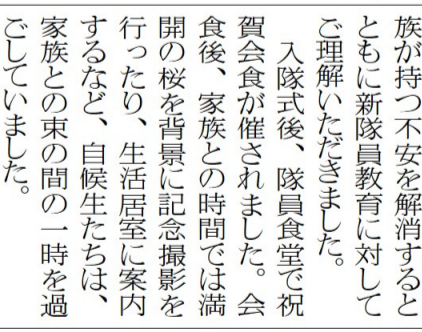 族が持つ不安を解消すると
ともに新隊員教育に対して
ご理解いただきました。
　入隊式後、隊員食堂で祝
賀会食が催されました。会
食後、家族との時間では満
開の桜を背景に記念撮影を
行ったり、生活居室に案内
するなど、自候生たちは、
家族との束の間の一時を過
ごしていました。